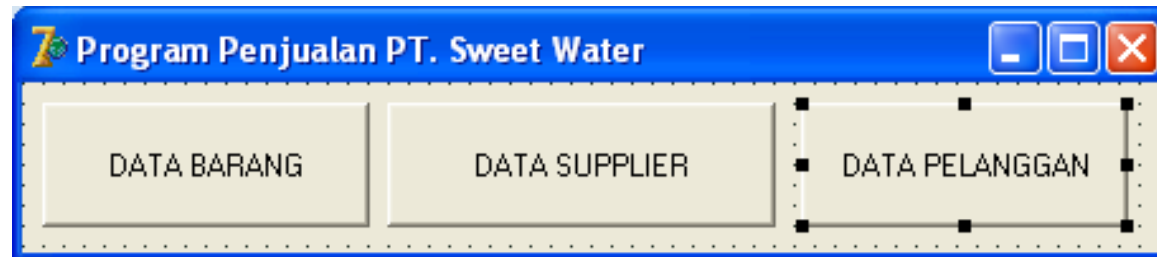 Program Penjualan PT. Sweet Water
DATA BARANG DATA SUPPLIER DATA PELANGGAN